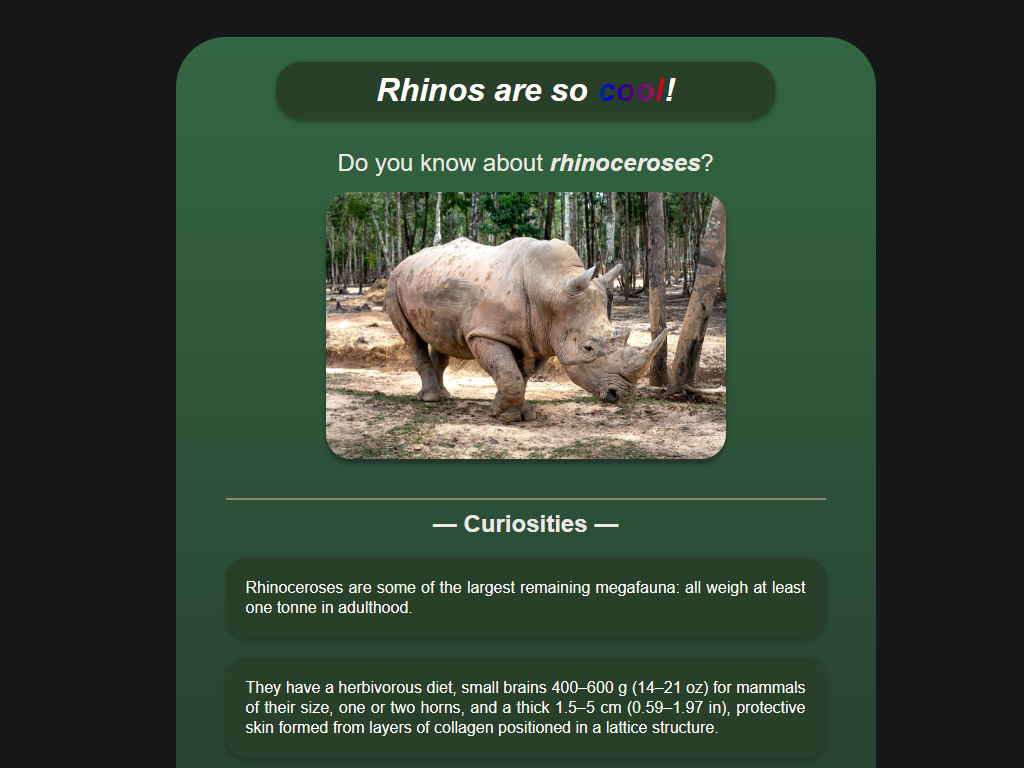 Rhinos are so cool!
Do you know about rhinoceroses?
— Curiosities —
Rhinoceroses are some of the largest remaining megafauna: all weigh at least
one tonne in adulthood.
They have a herbivorous diet, small brains 400–600 g (14–21 oz) for mammals
of their size, one or two horns, and a thick 1.5–5 cm (0.59–1.97 in), protective
skin formed from layers of collagen positioned in a lattice structure.